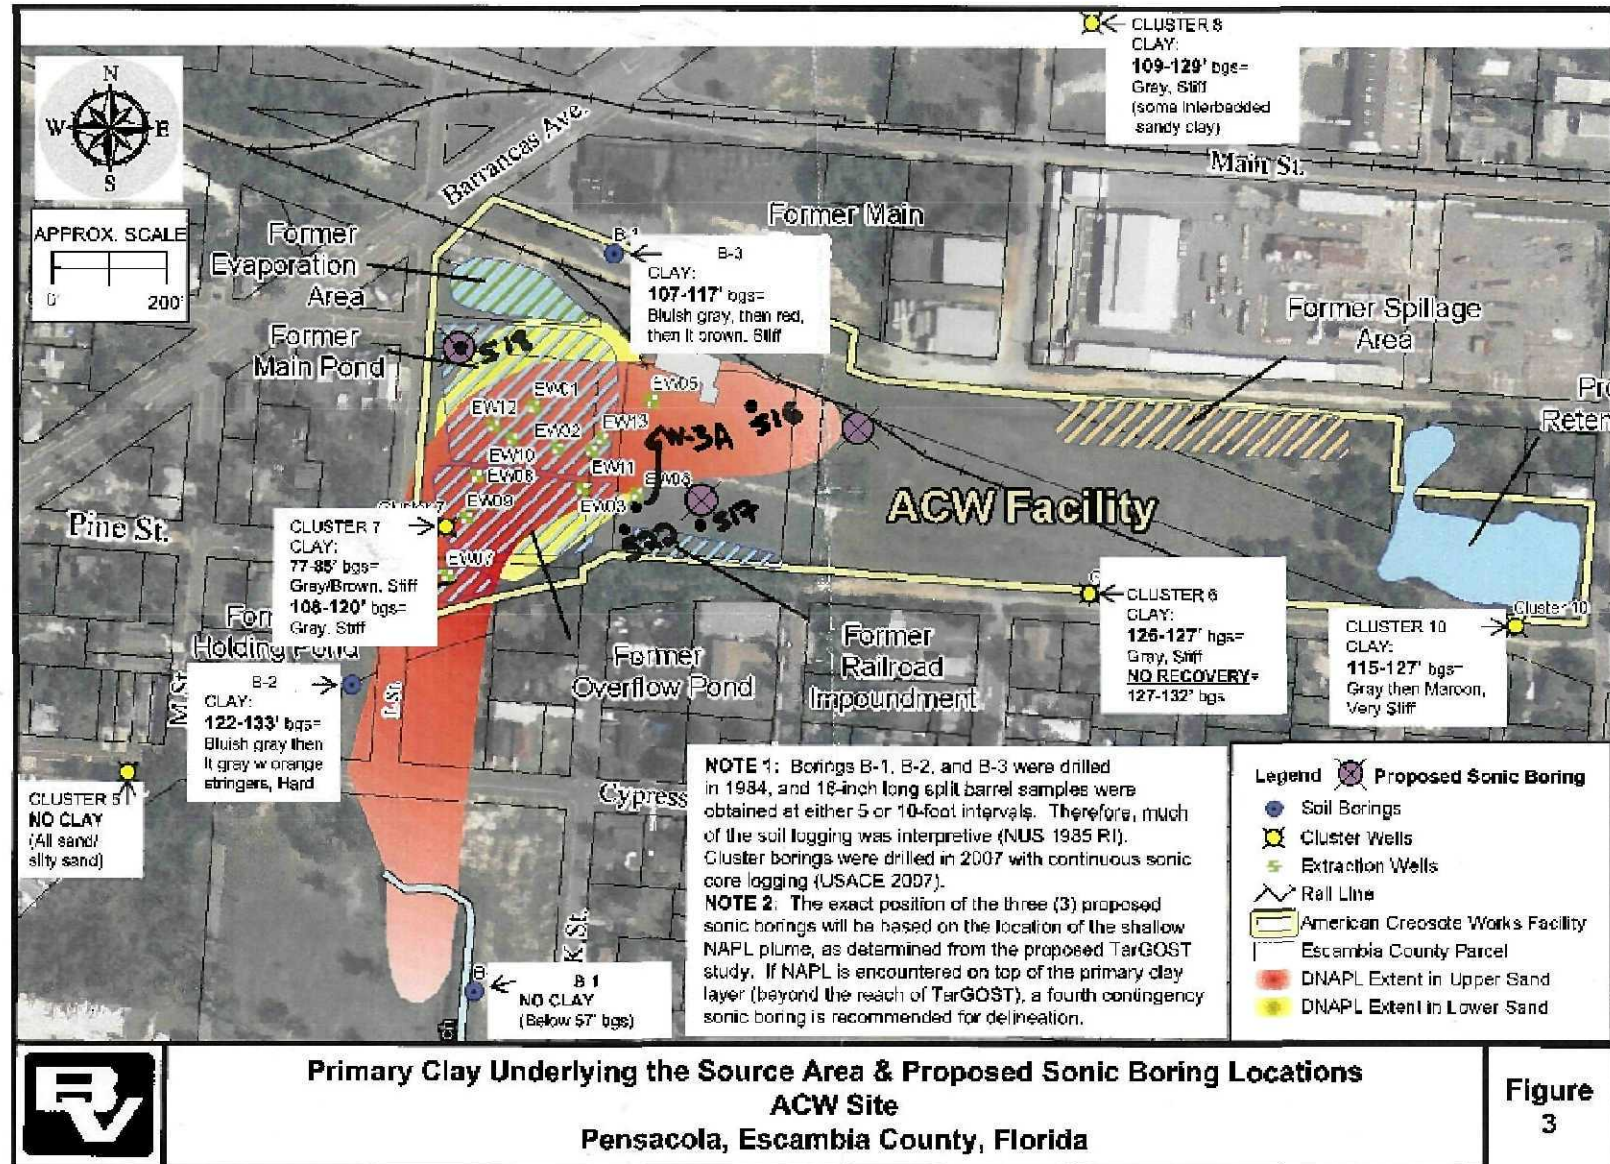 CLUSTER 8
CLAY:
109-129' bgs=
Gray, Stiff
(some interbedded
sandy clay)
N
W E
S
Barrancas Ave.
Main St.
APPROX. SCALE
0' 200'
Former
Evaporation
Area
Former Main
B-1
B-3
CLAY:
107-117' bgs=
Bluish gray, then red,
then lt brown. Stiff
Former Spillage
Area
Former
Main Pond
S18
EW01
EW05
EW12
EW02
EW13
EW-3A
S16
EW10
EW11
EW06
EW09
EW03
S17
Pine St.
ACW Facility
CLUSTER 7
CLAY:
77-85' bgs=
Gray/Brown, Stiff
108-120' bgs=
Gray, Stiff
EW07
Holding Pond
B-2
CLAY:
122-133' bgs=
Bluish gray then
lt gray w orange
stringers, Hard
M St.
L St.
Former
Overflow Pond
Former
Railroad
Impoundment
CLUSTER 6
CLAY:
126-127' bgs=
Gray, Stiff
NO RECOVERY=
127-132' bgs
Cluster 10
CLUSTER 10
CLAY:
115-127' bgs=
Gray then Maroon,
Very Stiff
CLUSTER 5
NO CLAY
(All sand/
silty sand)
Cypress
K St.
B 1
NO CLAY
(Below 57' bgs)
NOTE 1: Borings B-1, B-2, and B-3 were drilled
in 1984, and 18-inch long split barrel samples were
obtained at either 5 or 10-foot intervals. Therefore, much
of the soil logging was interpretive (NUS 1985 RI).
Cluster borings were drilled in 2007 with continuous sonic
core logging (USACE 2007).
NOTE 2: The exact position of the three (3) proposed
sonic borings will be based on the location of the shallow
NAPL plume, as determined from the proposed TarGOST
study. If NAPL is encountered on top of the primary clay
layer (beyond the reach of TarGOST), a fourth contingency
sonic boring is recommended for delineation.
Legend Proposed Sonic Boring
Soil Borings
Cluster Wells
Extraction Wells
Rail Line
American Creosote Works Facility
Escambia County Parcel
DNAPL Extent in Upper Sand
DNAPL Extent in Lower Sand
BV
Primary Clay Underlying the Source Area & Proposed Sonic Boring Locations
ACW Site
Pensacola, Escambia County, Florida
Figure
3